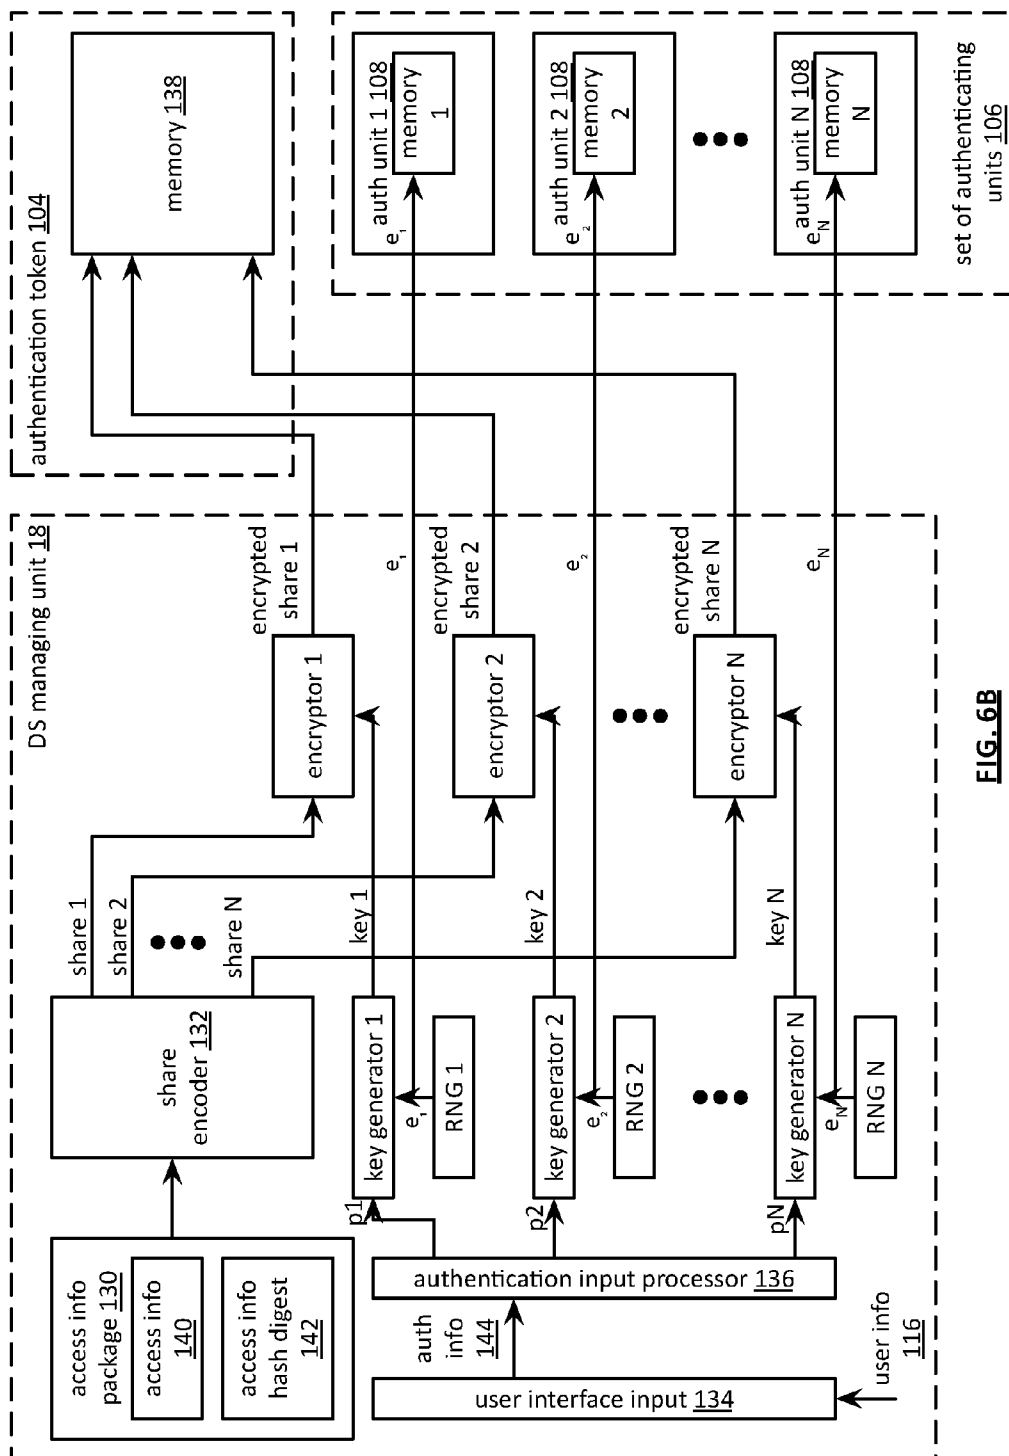 DS managing unit 18
access info
package 130
access info
140
access info
hash digest
142
share
encoder 132
share 1
share 2
share N
encryptor 1
encrypted
share 1
encryptor 2
encrypted
share 2
encryptor N
encrypted
share N
user info
116
user interface input 134
auth
info 144
authentication input processor 136
p1
key generator 1
key 1
e1
RNG 1
e1
p2
key generator 2
key 2
e2
RNG 2
e2
pN
key generator N
key N
eN
RNG N
eN
authentication token 104
memory 138
e1
auth unit 1 108
memory
1
e2
auth unit 2 108
memory
2
eN
auth unit N 108
memory
N
set of authenticating
units 106
FIG. 6B